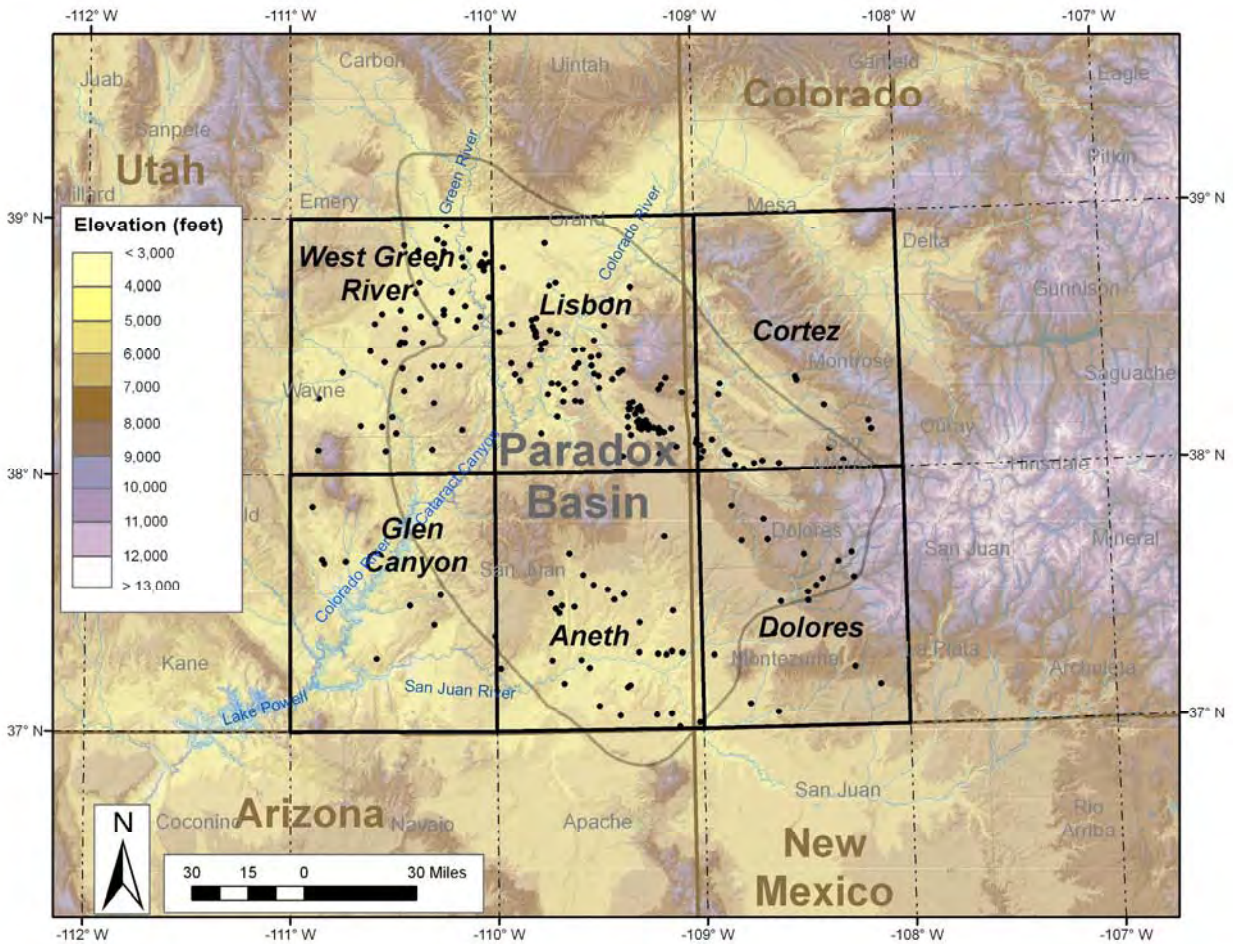 -112° W
-111° W
-110° W
-109° W
-108° W
-107° W
Carbon
Uintah
Garfield
Juab
Eagle
Colorado
Sanpete
Pitkin
Utah
Green River
Millard
Emery
Colorado River
Mesa
39° N
39° N
Grand
Delta
Elevation (feet)
< 3,000
4,000
5,000
6,000
7,000
8,000
9,000
10,000
11,000
12,000
> 13,000
West Green
River
Lisbon
Cortez
Gunnison
Montrose
Saguache
Wayne
Ouray
San
Miguel
Hinsdale
Paradox
Basin
38° N
38° N
Cataract Canyon
Glen
Canyon
Colorado River
ld
Dolores
San Juan
Mineral
San Juan
Aneth
Dolores
Montezuma
La Plata
Archuleta
Kane
San Juan River
Lake Powell
37° N
37° N
San Juan
Rio
Arriba
Arizona
Coconino
Navajo
Apache
New
Mexico
N
30 15 0 30 Miles
-112° W
-111° W
-110° W
-109° W
-108° W
-107° W